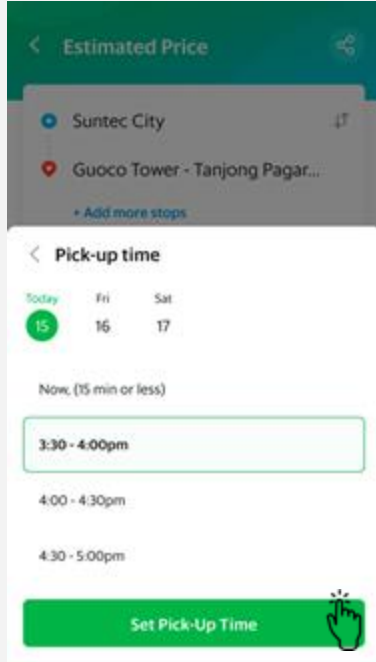 Estimated Price
Suntec City
Guoco Tower - Tanjong Pagar...
+ Add more stops
Pick-up time
Today Fri Sat
15 16 17
Now, (15 min or less)
3:30 - 4:00pm
4:00 - 4:30pm
4:30 - 5:00pm
Set Pick-Up Time